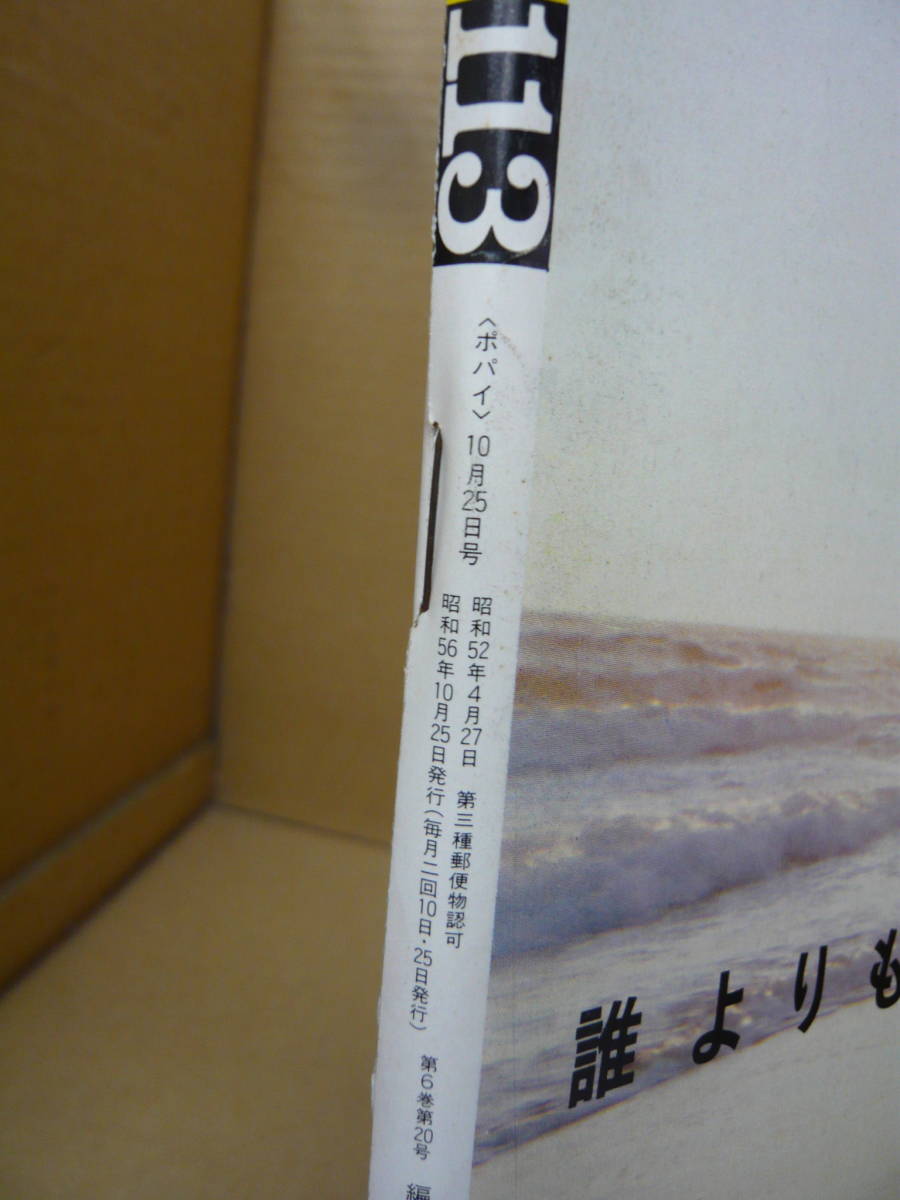 113
〈ポパイ〉10月25日号
昭和52年4月27日 第三種郵便物認可
昭和56年10月25日発行(毎月二回10日・25日発行) 第6巻第20号 編
誰よりも